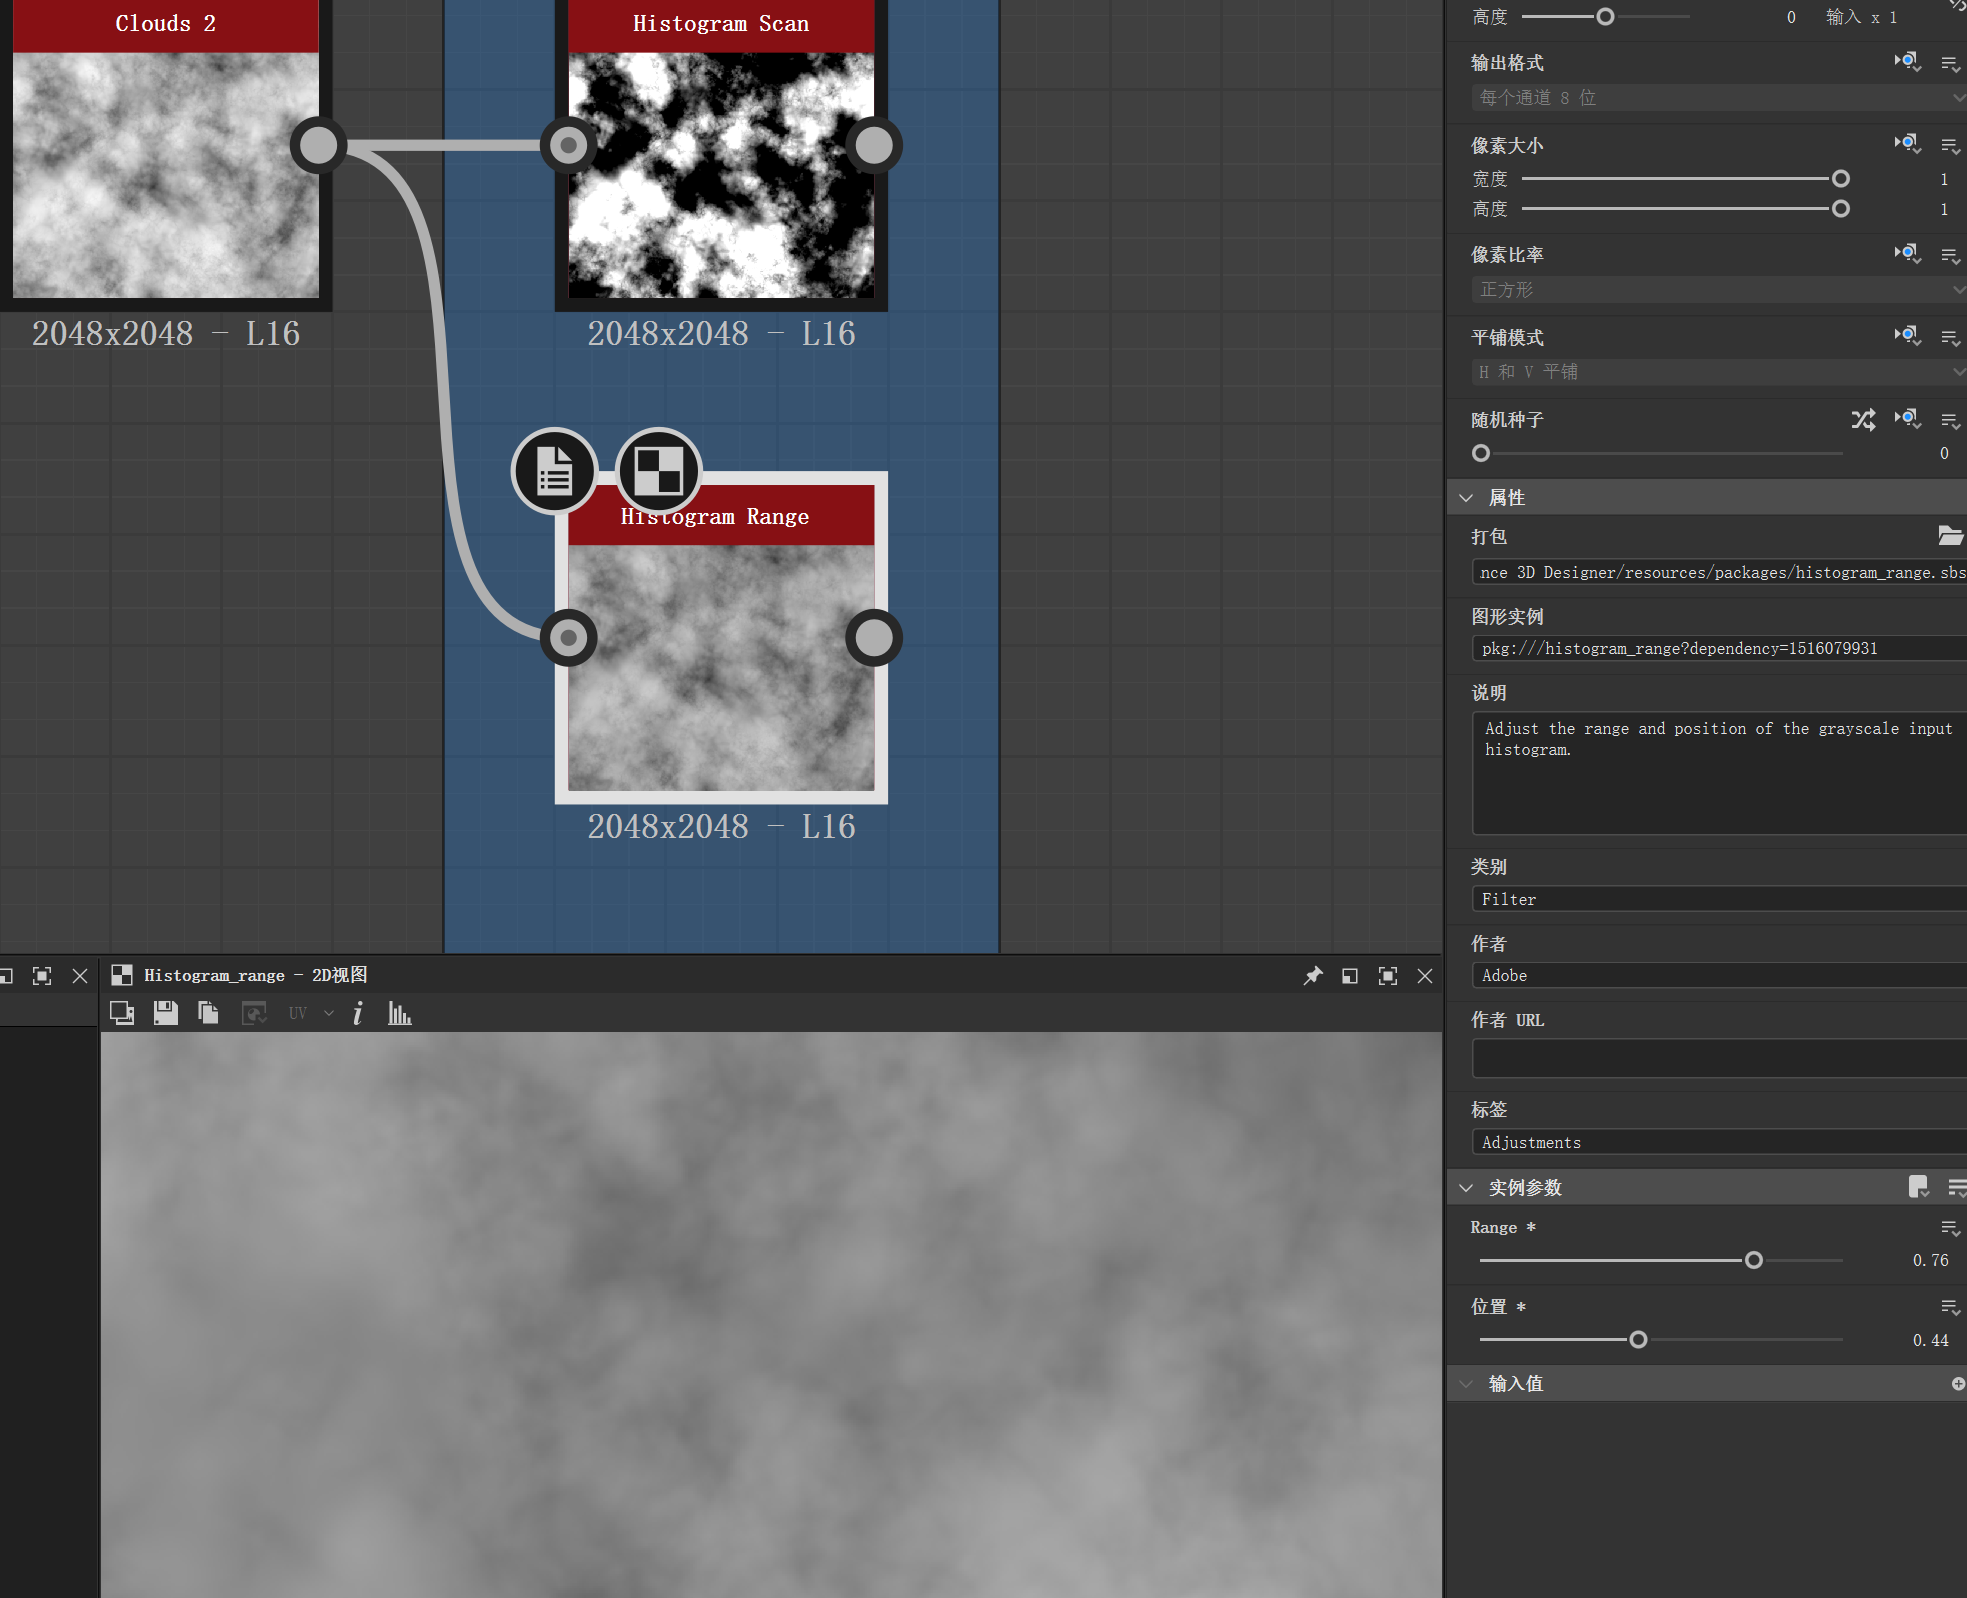 Clouds 2
2048x2048 - L16
Histogram Scan
2048x2048 - L16
Histogram Range
2048x2048 - L16
Histogram_range - 2D视图
UV
高度 0 输入 x 1
输出格式
每个通道 8 位
像素大小
宽度 1
高度 1
像素比率
正方形
平铺模式
H 和 V 平铺
随机种子
0
属性
打包
nce 3D Designer/resources/packages/histogram_range.sbs
图形实例
pkg:///histogram_range?dependency=1516079931
说明
Adjust the range and position of the grayscale input
histogram.
类别
Filter
作者
Adobe
作者 URL
标签
Adjustments
实例参数
Range *
0.76
位置 *
0.44
输入值